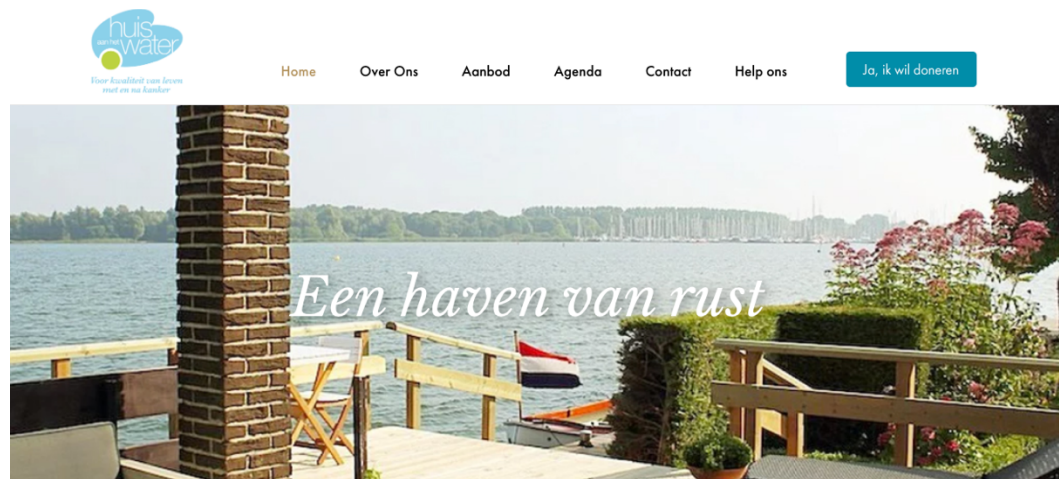 huis
aan het
water
Voor kwaliteit van leven
met en na kanker
Home
Over Ons
Aanbod
Agenda
Contact
Help ons
Ja, ik wil doneren
Een haven van rust